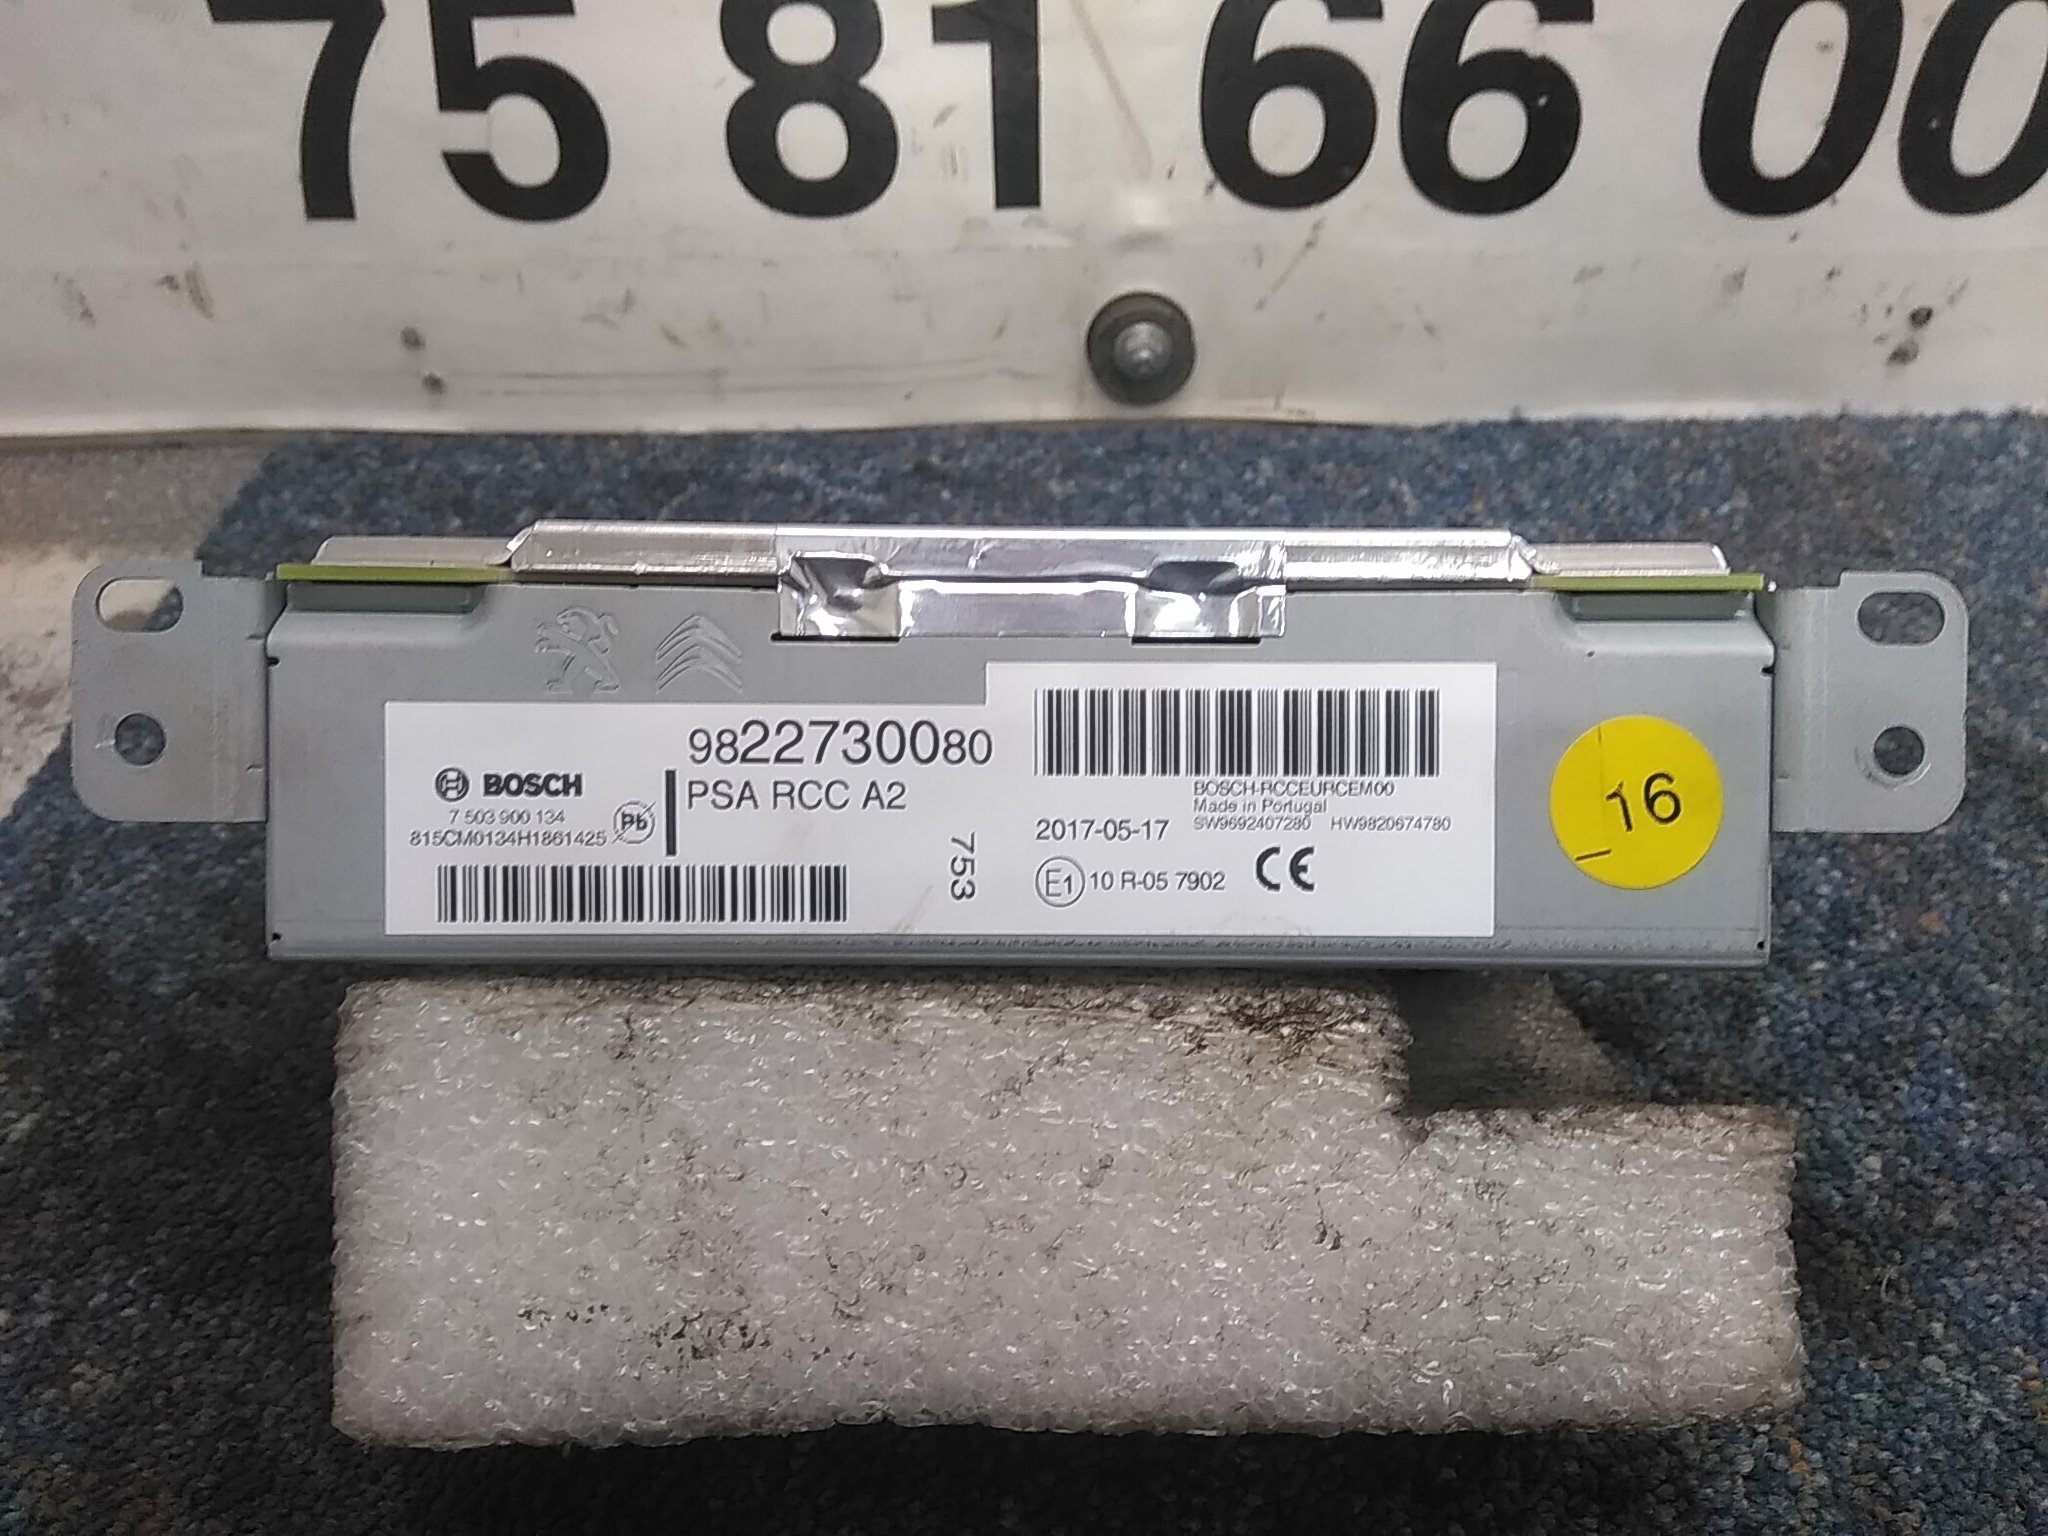 75 81 66 00
9822730080
PSA RCC A2
BOSCH
7 503 900 134
815CM0134H1861425
Pb
753
BOSCH-RCCEURCEM00
Made in Portugal
SW9692407280 HW9820674780
2017-05-17
E1 10 R-05 7902 CE
16